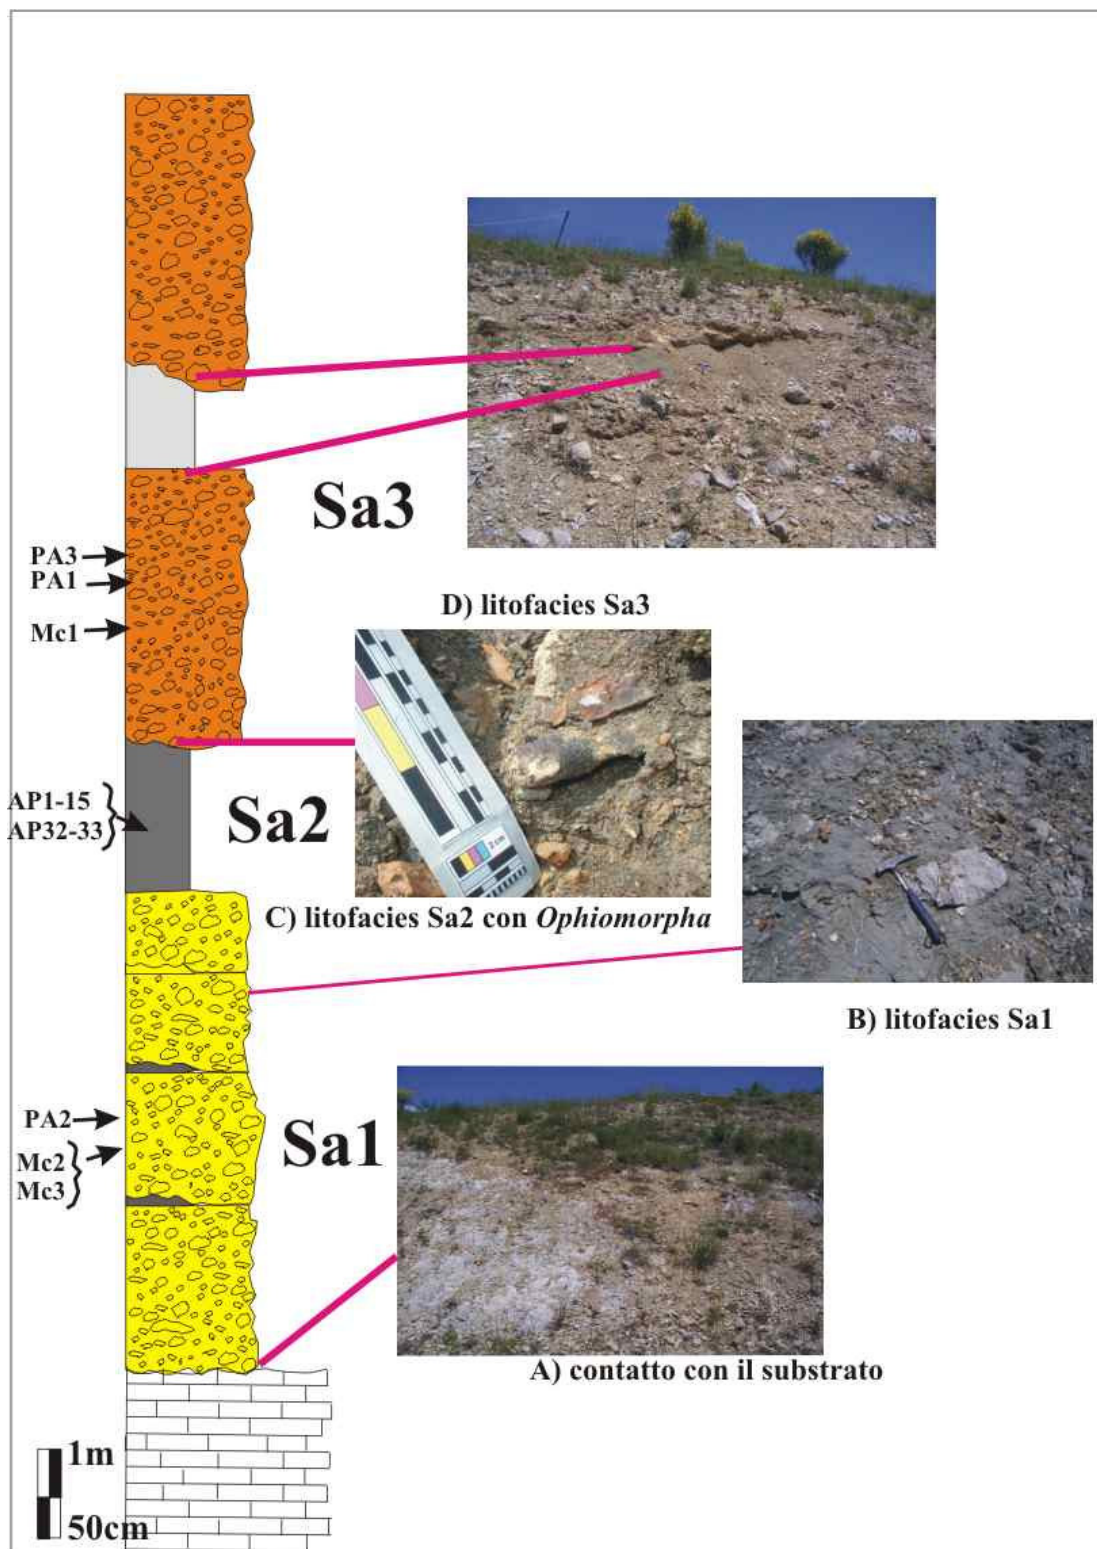 Sa3
PA3
PA1
Mc1
D) litofacies Sa3
AP1-15
AP32-33
Sa2
2 cm
C) litofacies Sa2 con Ophiomorpha
B) litofacies Sa1
PA2
Mc2
Mc3
Sa1
A) contatto con il substrato
1m
50cm